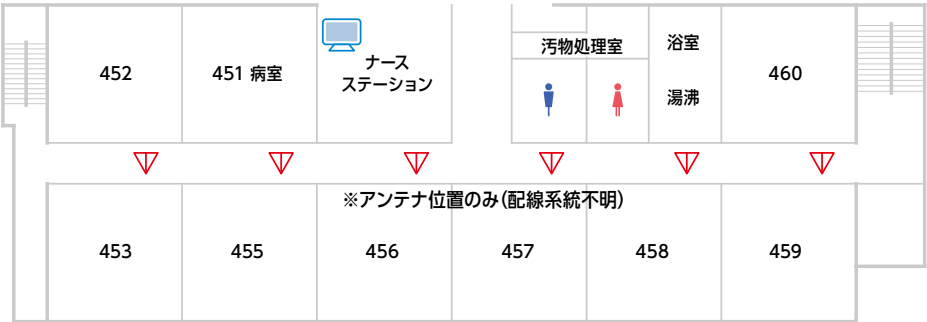 汚物処理室
浴室
452
451 病室
ナース
ステーション
湯沸
460
※アンテナ位置のみ（配線系統不明）
453
455
456
457
458
459